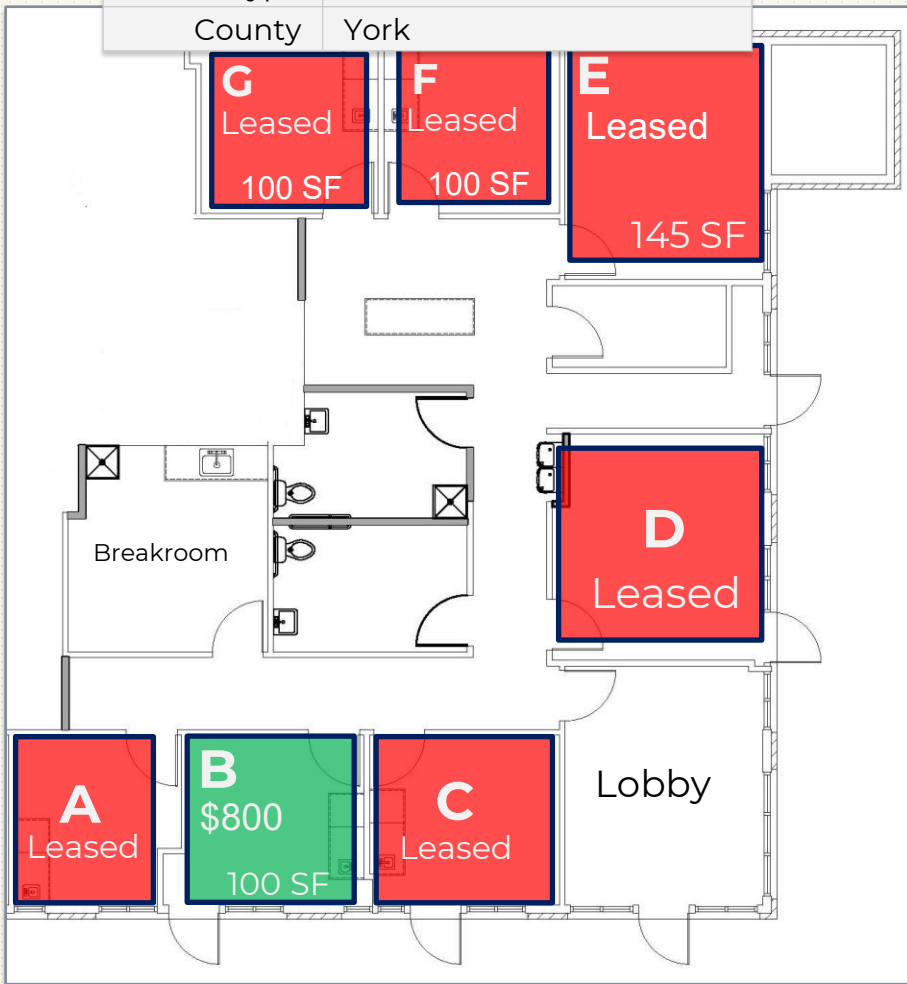 County York
G
Leased
100 SF
F
Leased
100 SF
E
Leased
145 SF
D
Leased
Breakroom
Lobby
A
Leased
B
$800
100 SF
C
Leased